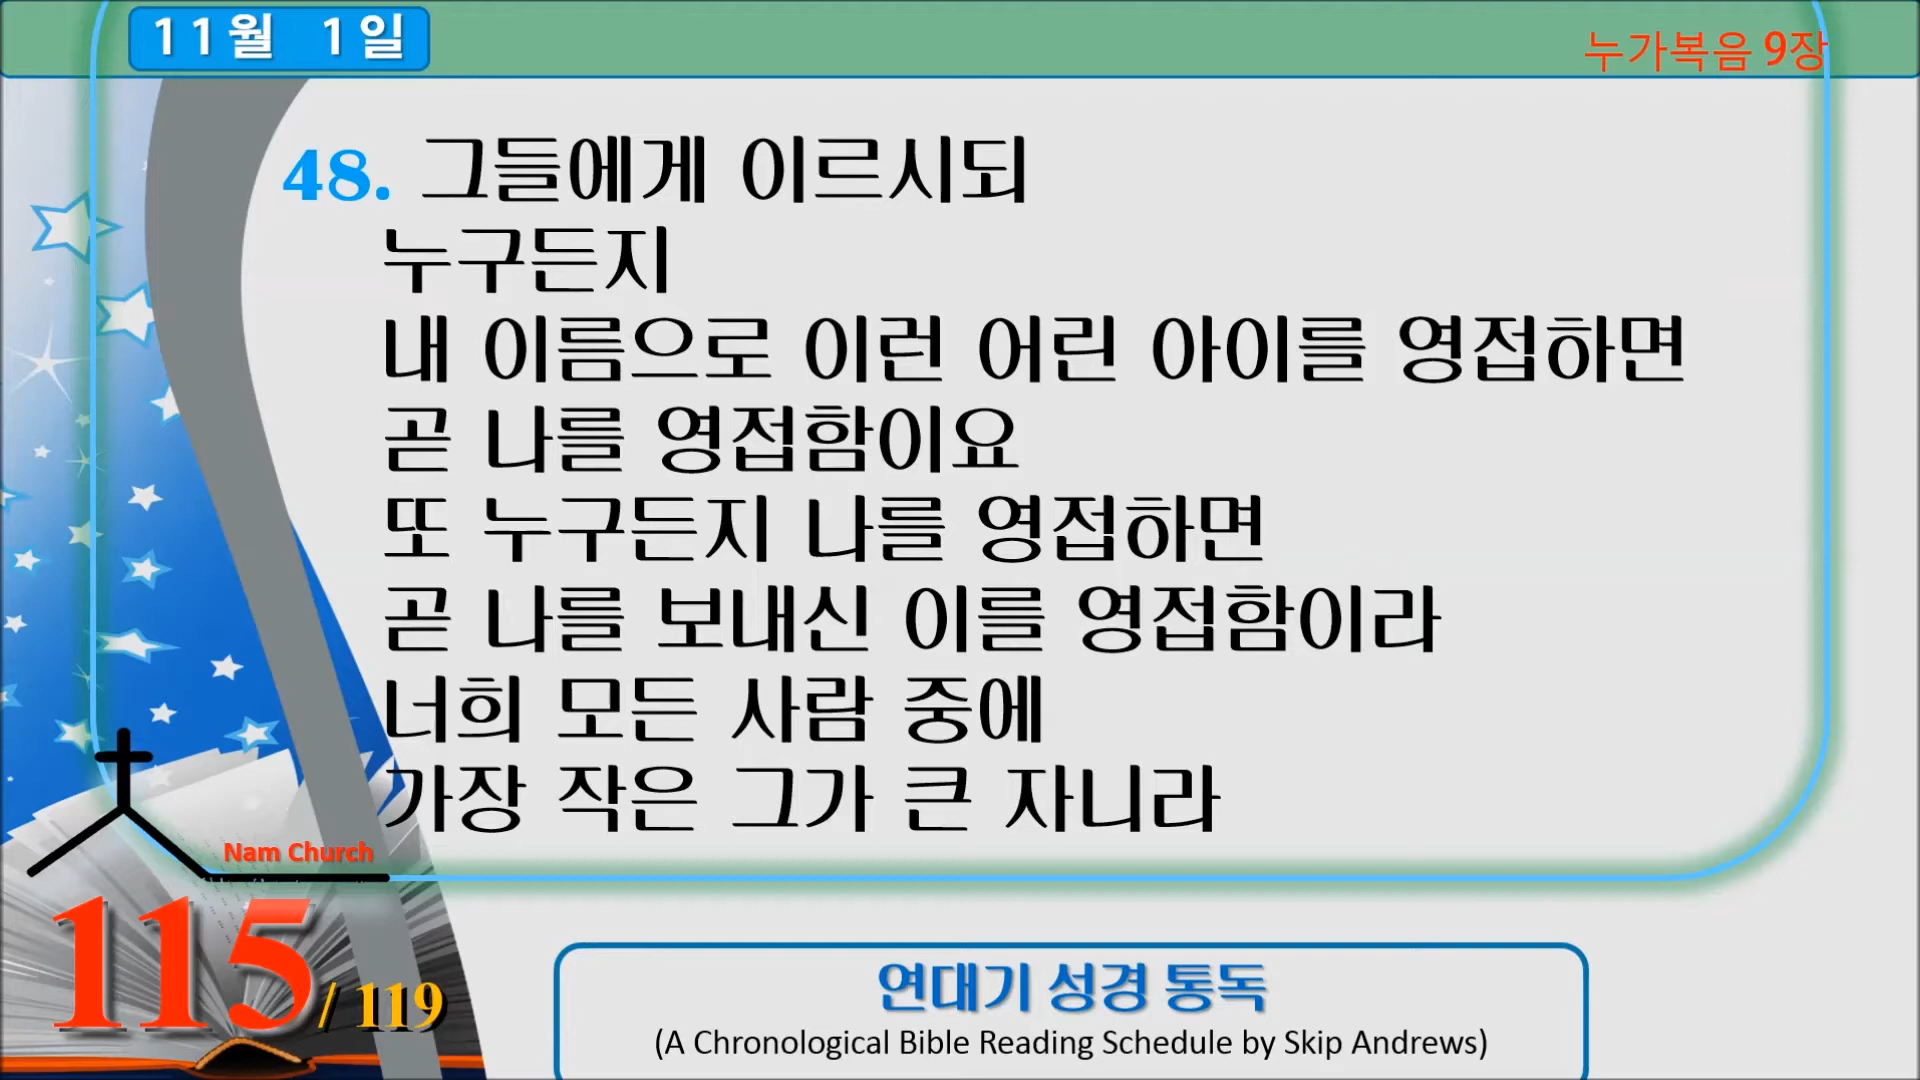 11월 1일
누가복음 9장
48. 그들에게 이르시되
누구든지
내 이름으로 이런 어린 아이를 영접하면
곧 나를 영접함이요
또 누구든지 나를 영접하면
곧 나를 보내신 이를 영접함이라
너희 모든 사람 중에
가장 작은 그가 큰 자니라
Nam Church
115 / 119
연대기 성경 통독
(A Chronological Bible Reading Schedule by Skip Andrews)